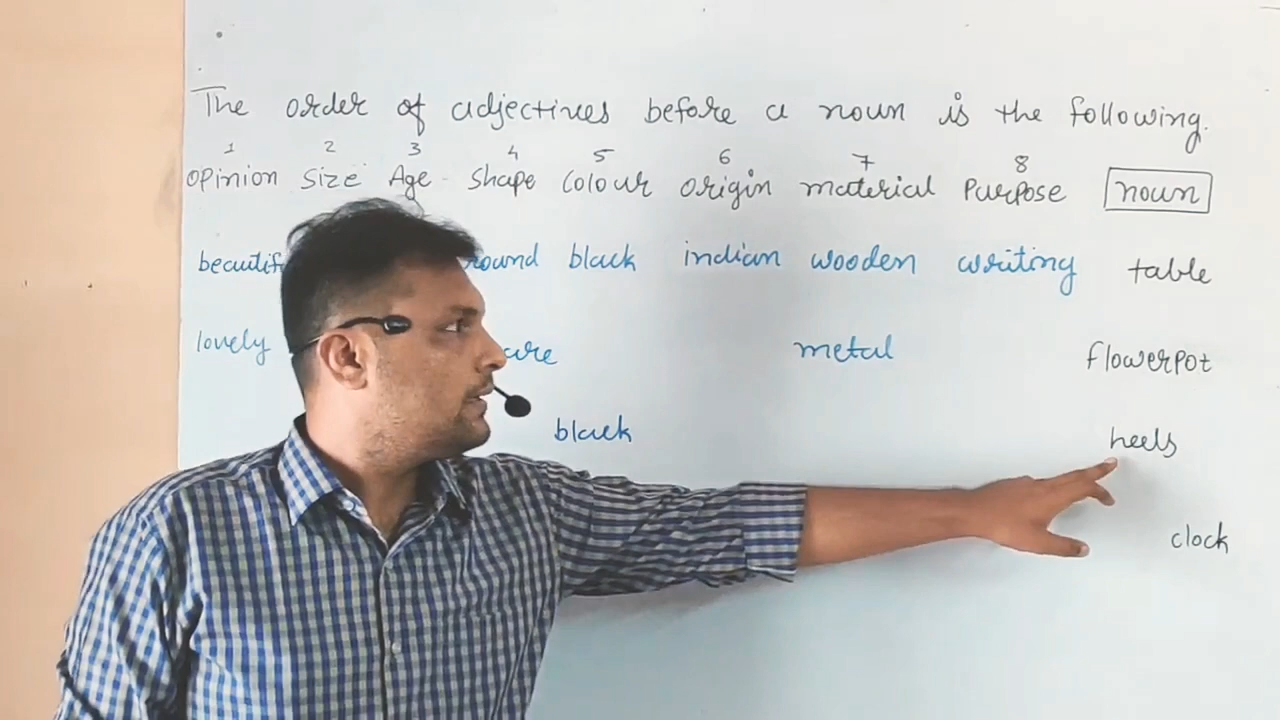 The order of adjectives before a noun is the following.
1 2 3 4 5 6 7 8
opinion size Age shape colour origin material purpose noun
round black indian wooden writing table
lovely metal flowerpot
black heels
clock